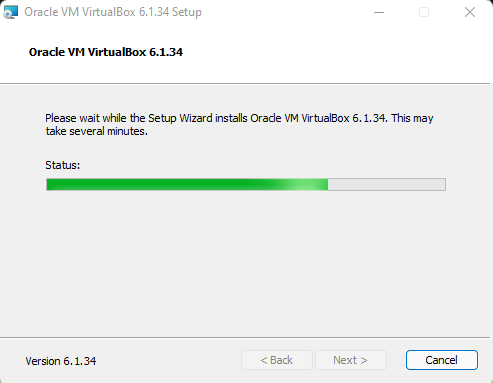 Oracle VM VirtualBox 6.1.34 Setup
Oracle VM VirtualBox 6.1.34
Please wait while the Setup Wizard installs Oracle VM VirtualBox 6.1.34. This may
take several minutes.
Status:
Version 6.1.34
< Back
Next >
Cancel